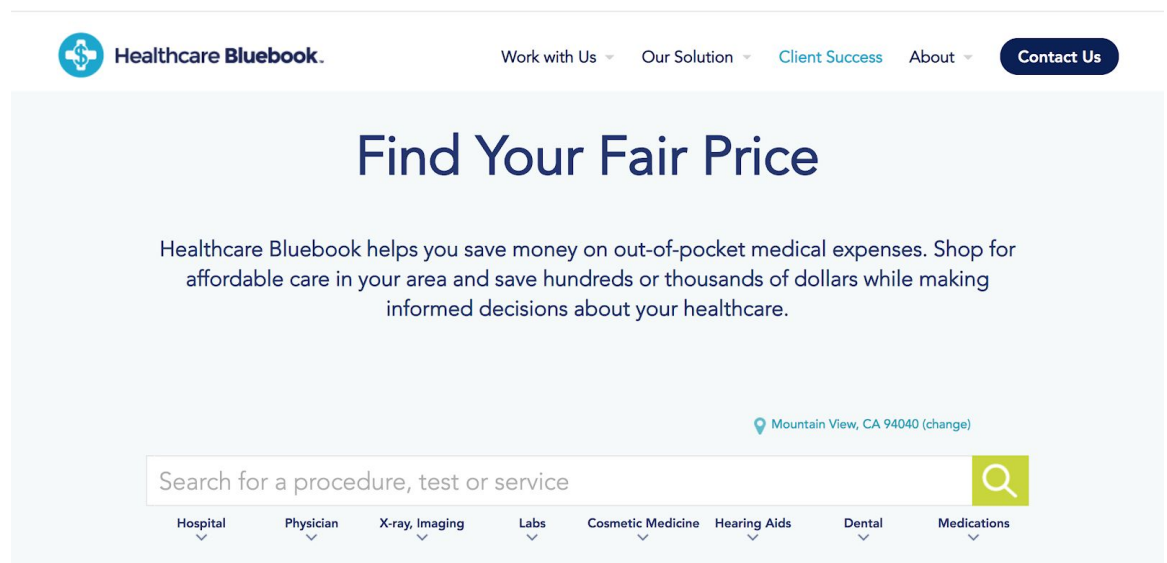 Healthcare Bluebook™ Work with Us Our Solution Client Success About Contact Us
Find Your Fair Price
Healthcare Bluebook helps you save money on out-of-pocket medical expenses. Shop for
affordable care in your area and save hundreds or thousands of dollars while making
informed decisions about your healthcare.
Mountain View, CA 94040 (change)
Search for a procedure, test or service
Hospital Physician X-ray, Imaging Labs Cosmetic Medicine Hearing Aids Dental Medications